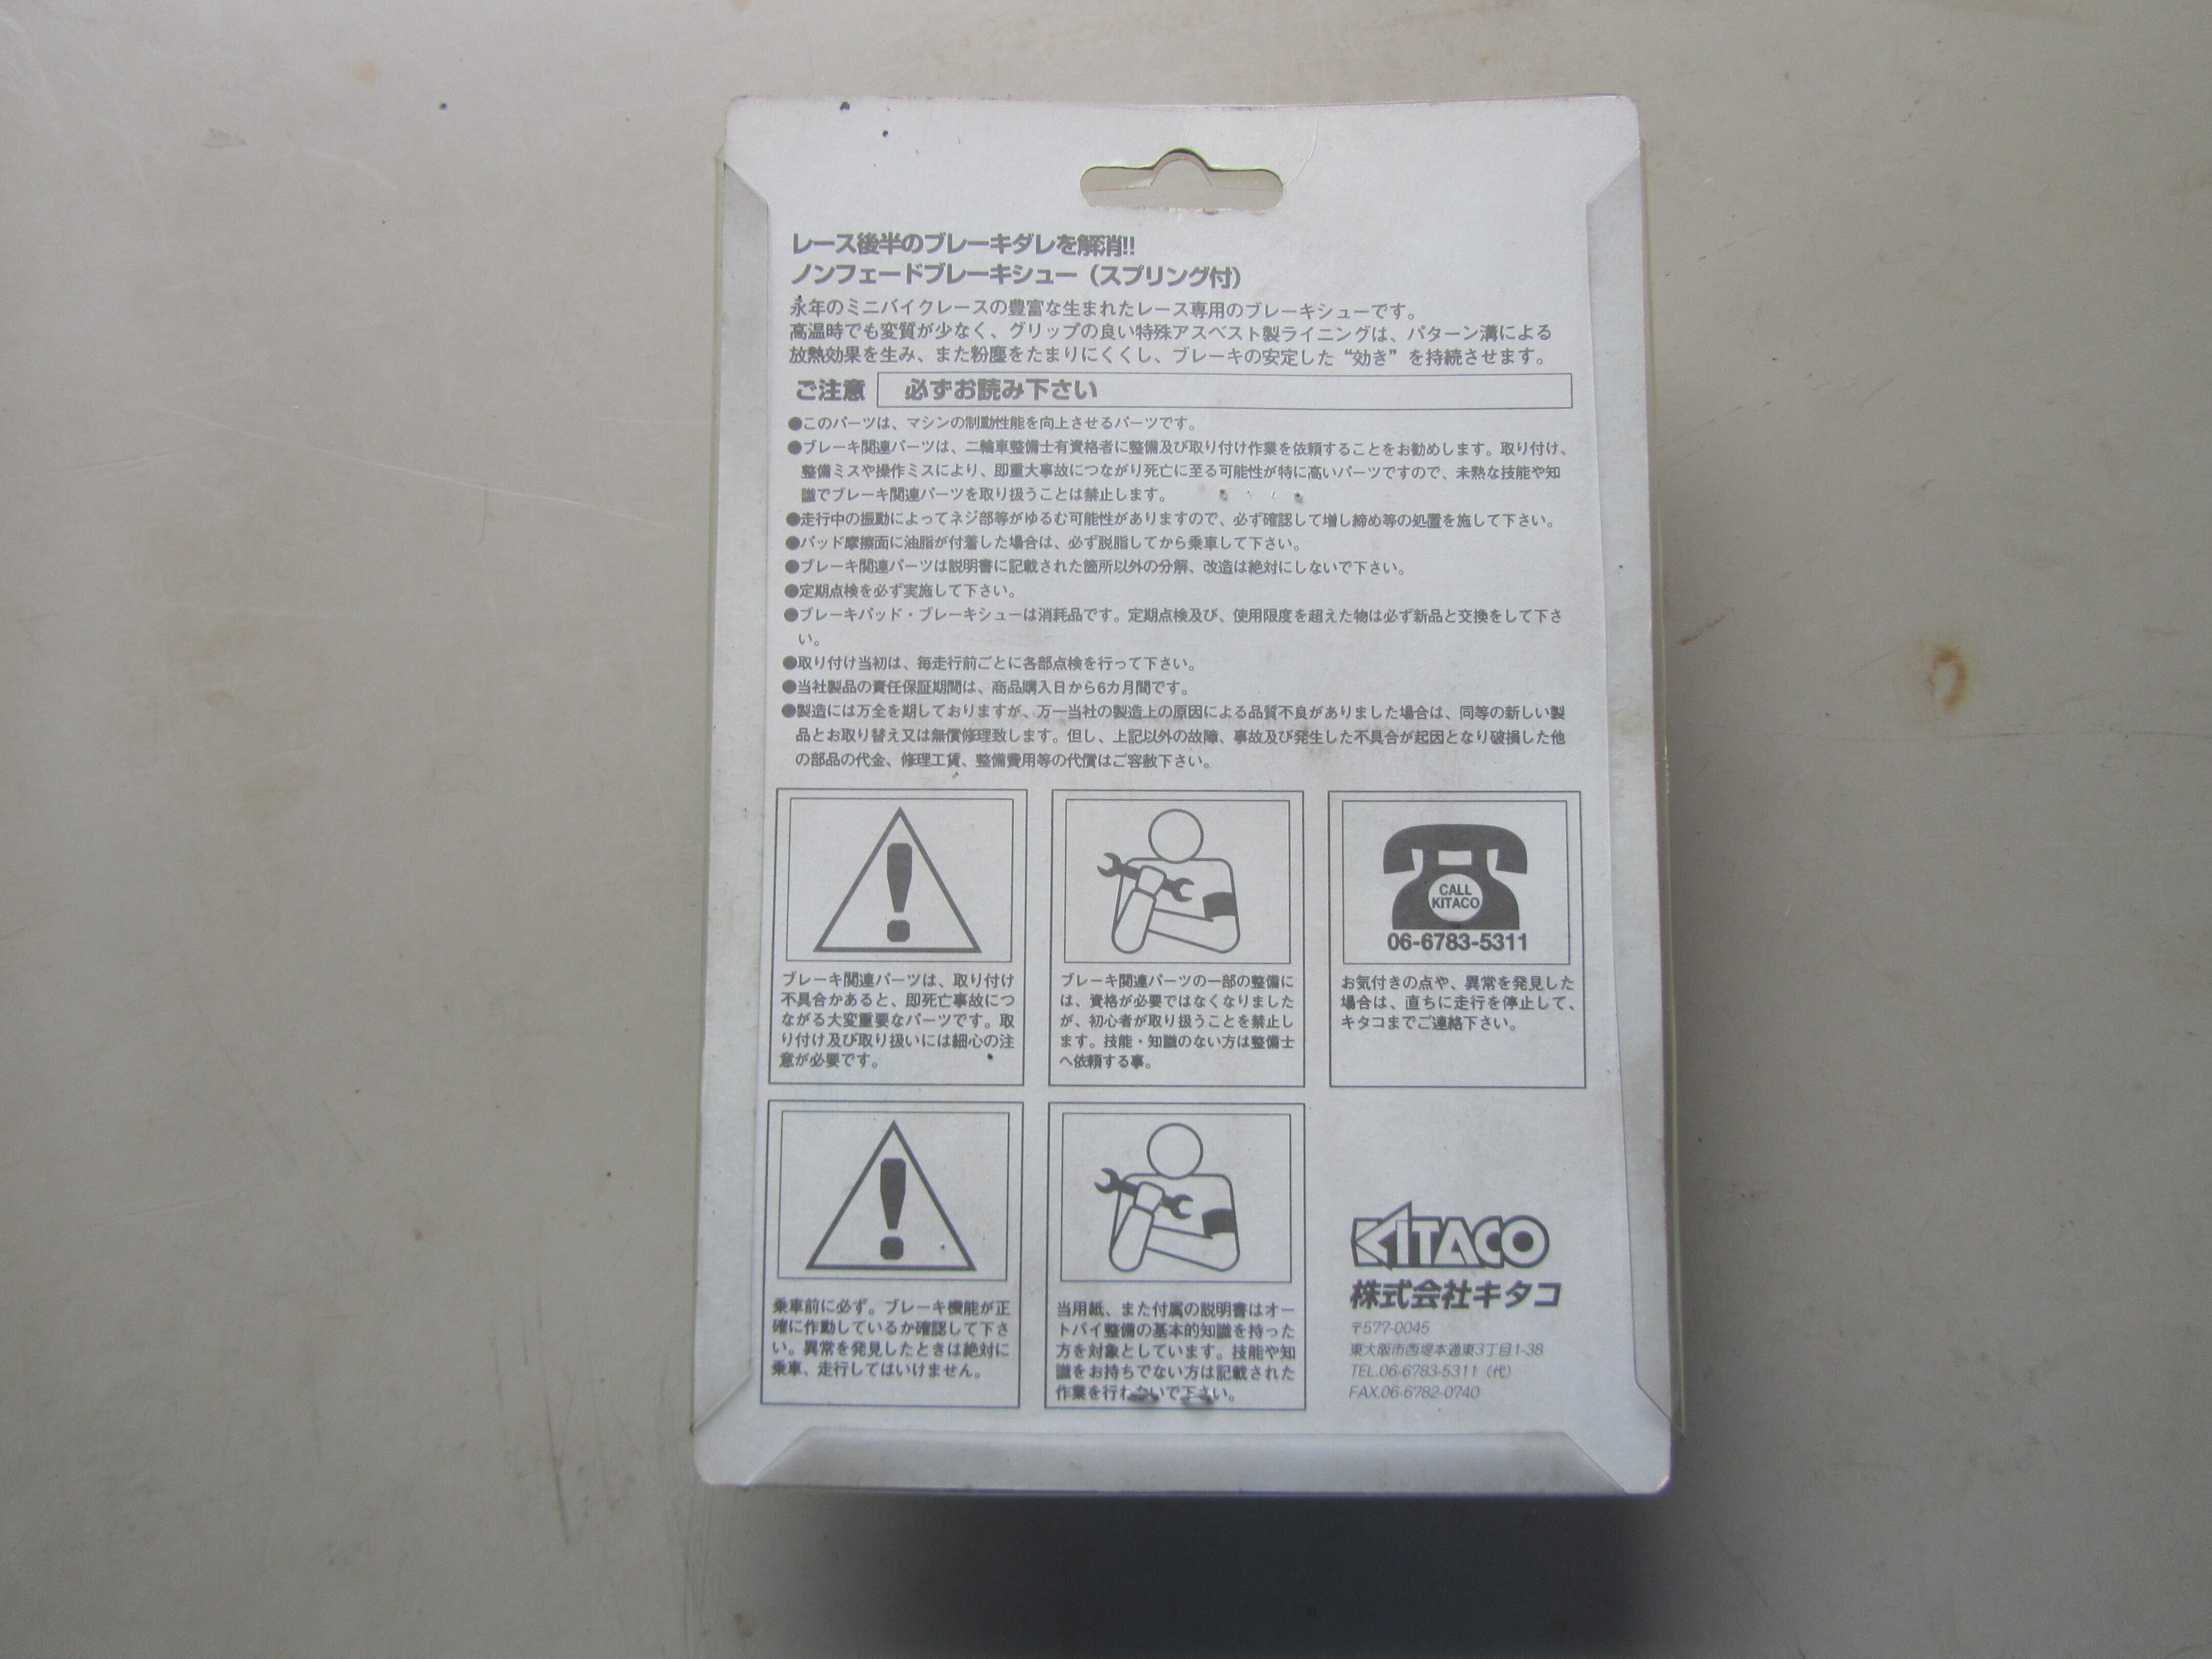 レース後半のブレーキダレを解消!!
ノンフェードブレーキシュー（スプリング付）
永年のミニバイクレースの豊富な生まれたレース専用のブレーキシューです。
高温時でも変質が少なく、グリップの良い特殊アスベスト製ライニングは、パターン溝による
放熱効果を生み、また粉塵をたまりにくくし、ブレーキの安定した“効き”を持続させます。
ご注意 必ずお読み下さい
●このパーツは、マシンの制動性能を向上させるパーツです。
●ブレーキ関連パーツは、二輪車整備士有資格者に整備及び取り付け作業を依頼することをお勧めします。取り付け、
整備ミスや操作ミスにより、即重大事故につながり死亡に至る可能性が特に高いパーツですので、未熟な技能や知
識でブレーキ関連パーツを取り扱うことは禁止します。
●走行中の振動によってネジ部等がゆるむ可能性がありますので、必ず確認して増し締め等の処置を施して下さい。
●パッド摩擦面に油脂が付着した場合は、必ず脱脂してから乗車して下さい。
●ブレーキ関連パーツは説明書に記載された箇所以外の分解、改造は絶対にしないで下さい。
●定期点検を必ず実施して下さい。
●ブレーキパッド・ブレーキシューは消耗品です。定期点検及び、使用限度を超えた物は必ず新品と交換をして下さ
い。
●取り付け当初は、毎走行前ごとに各部点検を行って下さい。
●当社製品の責任保証期間は、商品購入日から6カ月間です。
●製造には万全を期しておりますが、万一当社の製造上の原因による品質不良がありました場合は、同等の新しい製
品とお取り替え又は無償修理致します。但し、上記以外の故障、事故及び発生した不具合が起因となり破損した他
の部品の代金、修理工賃、整備費用等の代償はご容赦下さい。
ブレーキ関連パーツは、取り付け
不具合かあると、即死亡事故につ
ながる大変重要なパーツです。取
り付け及び取り扱いには細心の注
意が必要です。
ブレーキ関連パーツの一部の整備に
は、資格が必要ではなくなりました
が、初心者が取り扱うことを禁止し
ます。技能・知識のない方は整備士
へ依頼する事。
CALL
KITACO
06-6783-5311
お気付きの点や、異常を発見した
場合は、直ちに走行を停止して、
キタコまでご連絡下さい。
乗車前に必ず。ブレーキ機能が正
確に作動しているか確認して下さ
い。異常を発見したときは絶対に
乗車、走行してはいけません。
当用紙、また付属の説明書はオー
トバイ整備の基本的知識を持った
方を対象としています。技能や知
識をお持ちでない方は記載された
作業を行わないで下さい。
KITACO
株式会社キタコ
〒577-0045
東大阪市西堤本通東3丁目1-38
TEL.06-6783-5311（代）
FAX.06-6782-0740